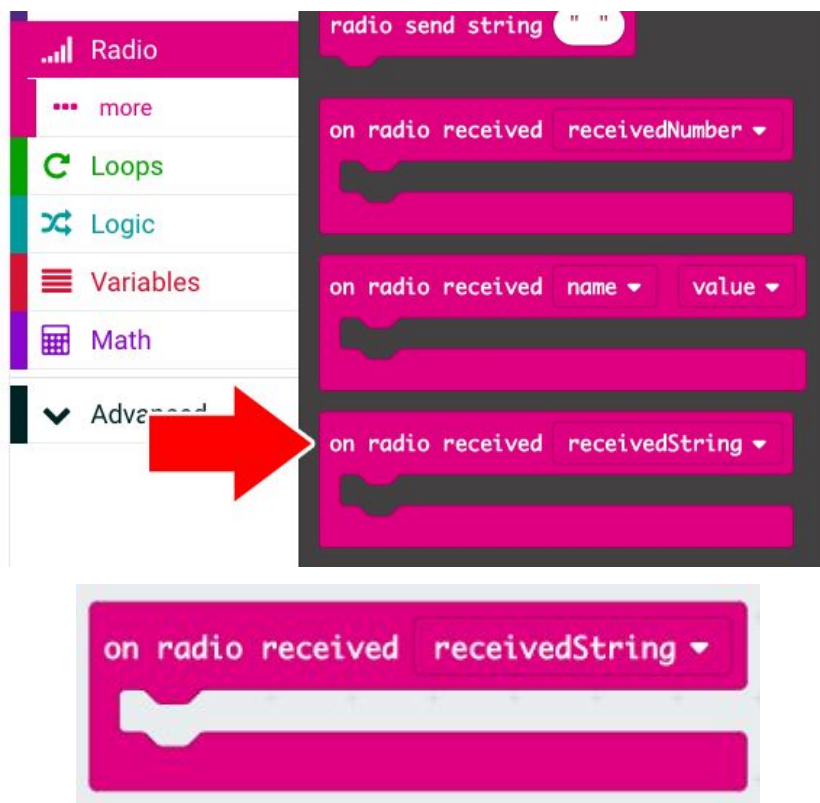 Radio
more
Loops
Logic
Variables
Math
Advanced
radio send string " "
on radio received receivedNumber
on radio received name value
on radio received receivedString
on radio received receivedString